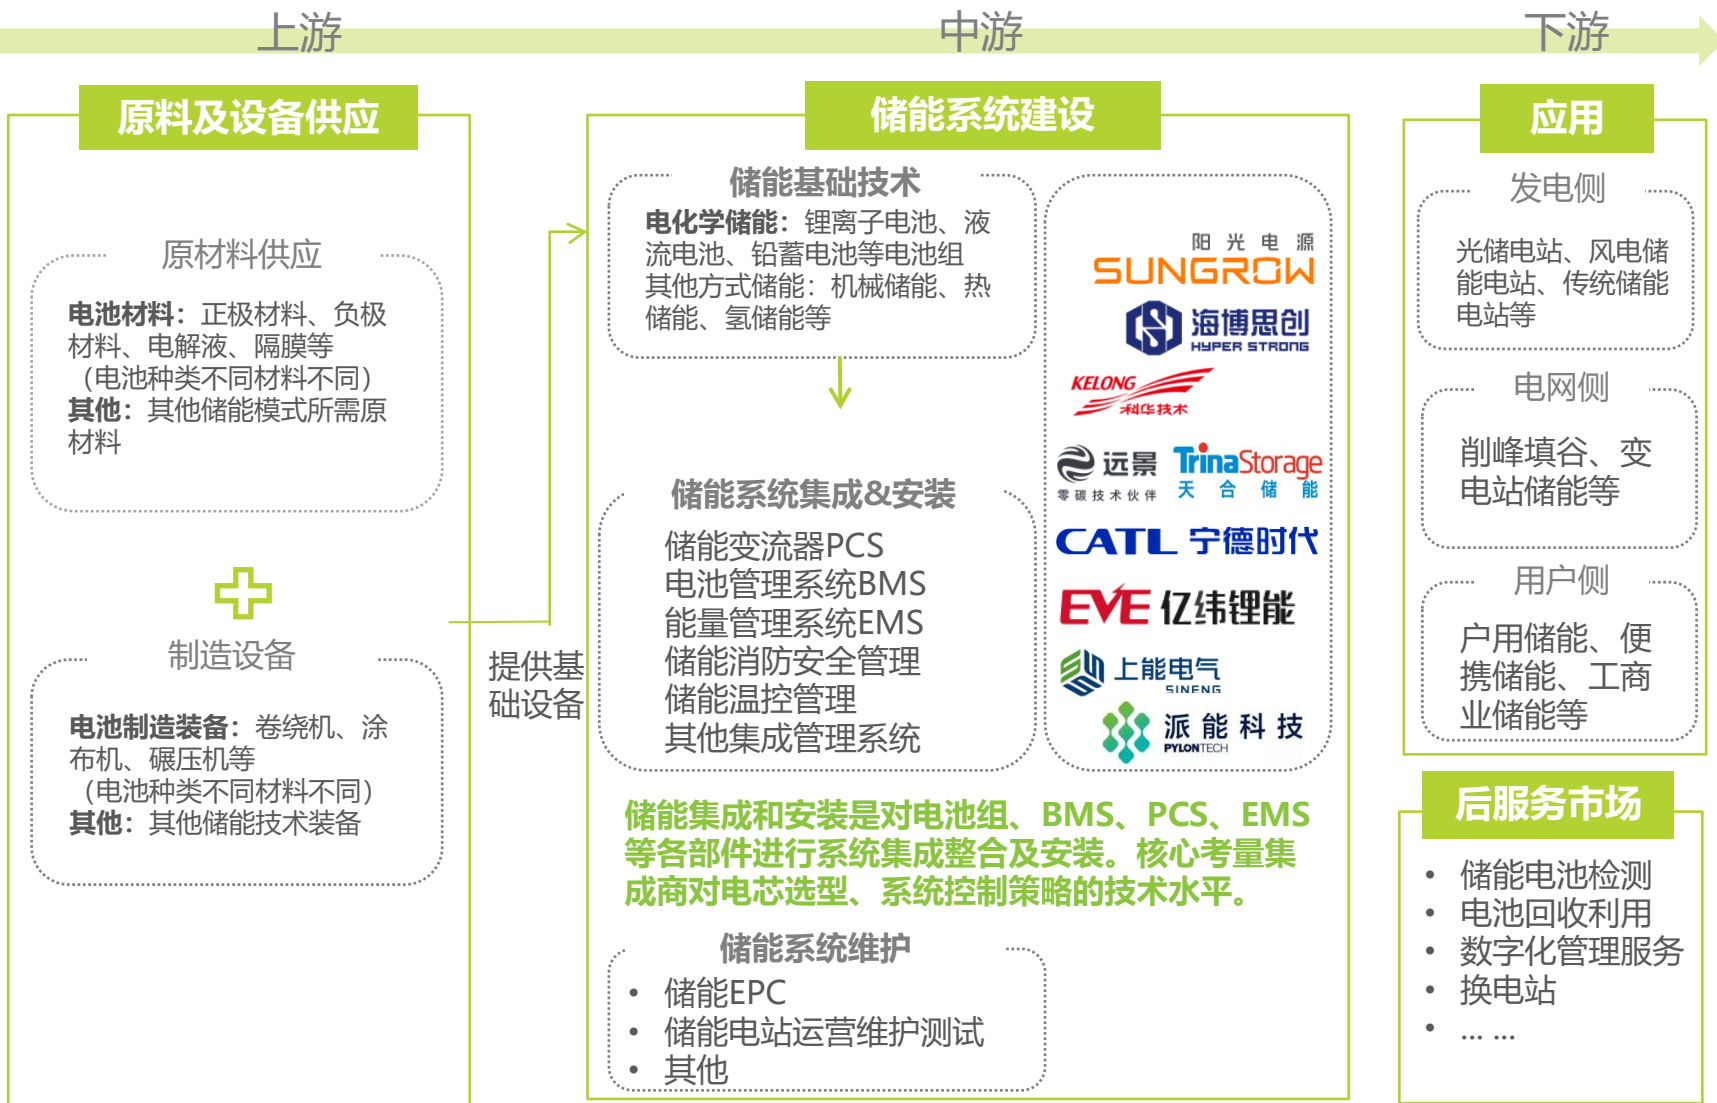 上游
中游
下游
原料及设备供应
原材料供应
电池材料：正极材料、负极
材料、电解液、隔膜等
（电池种类不同材料不同）
其他：其他储能模式所需原
材料
制造设备
电池制造装备：卷绕机、涂
布机、碾压机等
（电池种类不同材料不同）
其他：其他储能技术装备
提供基
础设备
储能系统建设
储能基础技术
电化学储能：锂离子电池、液
流电池、铅蓄电池等电池组
其他方式储能：机械储能、热
储能、氢储能等
储能系统集成&安装
储能变流器PCS
电池管理系统BMS
能量管理系统EMS
储能消防安全管理
储能温控管理
其他集成管理系统
阳光电源
SUNGROW
海博思创
HYPER STRONG
KELONG
科华技术
远景
零碳技术伙伴
TrinaStorage
天合储能
CATL 宁德时代
EVE 亿纬锂能
上能电气
SINENG
派能科技
PYLONTECH
储能集成和安装是对电池组、BMS、PCS、EMS
等各部件进行系统集成整合及安装。核心考量集
成商对电芯选型、系统控制策略的技术水平。
储能系统维护
• 储能EPC
• 储能电站运营维护测试
• 其他
应用
发电侧
光储电站、风电储
能电站、传统储能
电站等
电网侧
削峰填谷、变
电站储能等
用户侧
户用储能、便
携储能、工商
业储能等
后服务市场
• 储能电池检测
• 电池回收利用
• 数字化管理服务
• 换电站
• ... ...